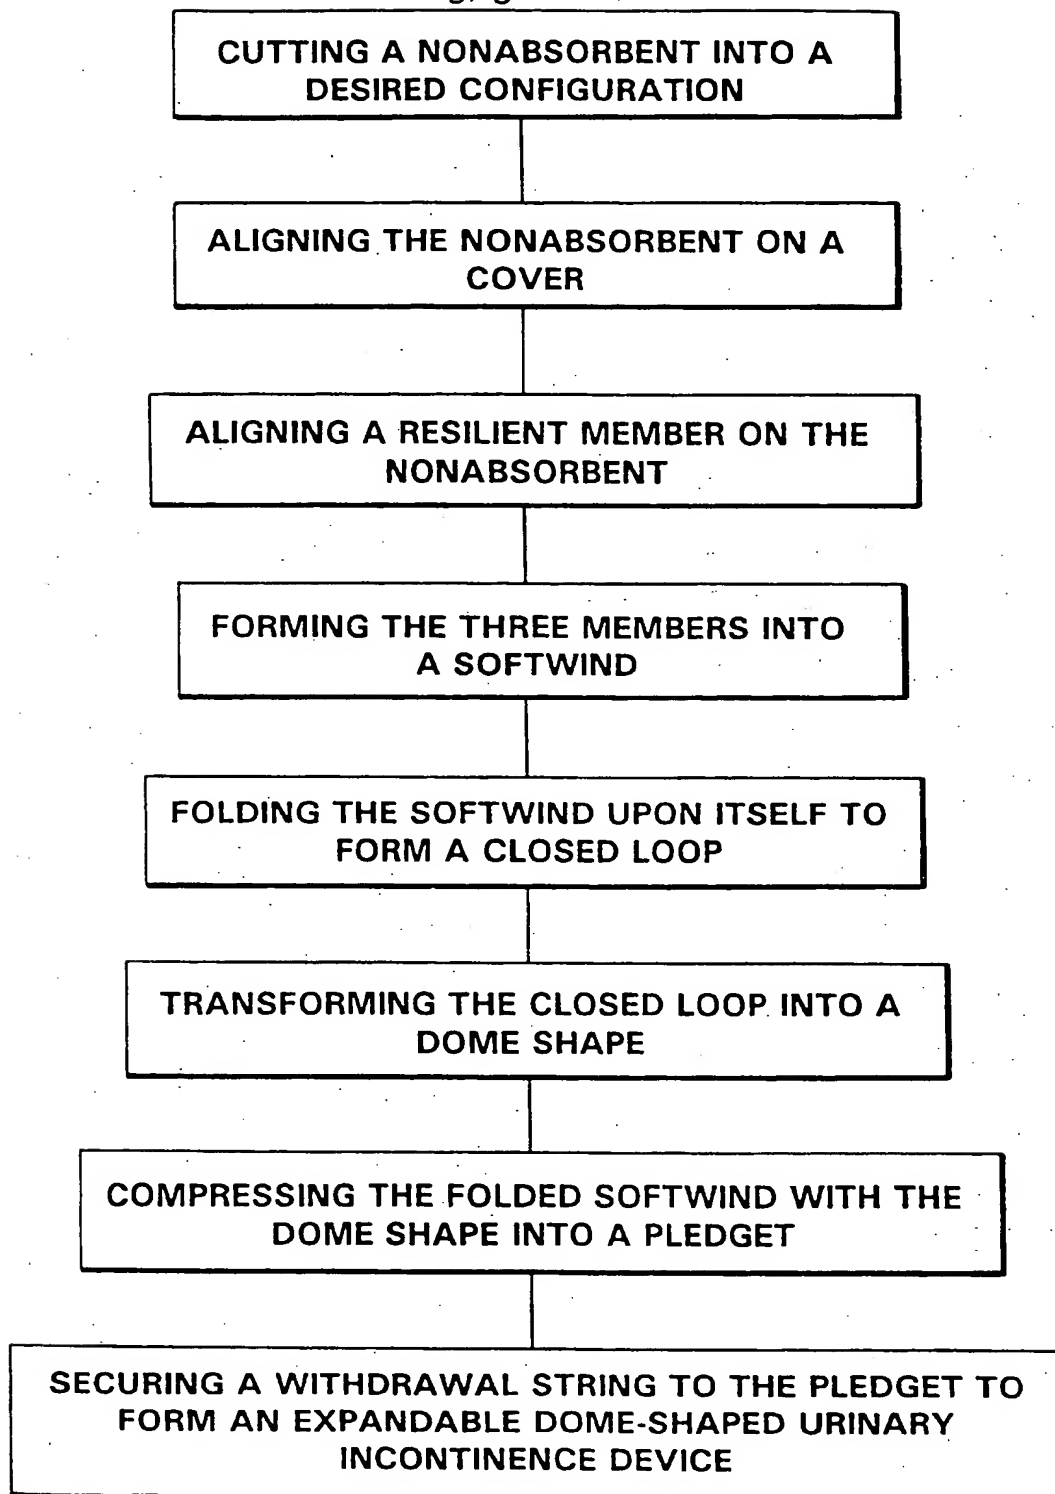 CUTTING A NONABSORBENT INTO A
DESIRED CONFIGURATION
ALIGNING THE NONABSORBENT ON A
COVER
ALIGNING A RESILIENT MEMBER ON THE
NONABSORBENT
FORMING THE THREE MEMBERS INTO
A SOFTWIND
FOLDING THE SOFTWIND UPON ITSELF TO
FORM A CLOSED LOOP
TRANSFORMING THE CLOSED LOOP INTO A
DOME SHAPE
COMPRESSING THE FOLDED SOFTWIND WITH THE
DOME SHAPE INTO A PLEDGET
SECURING A WITHDRAWAL STRING TO THE PLEDGET TO
FORM AN EXPANDABLE DOME-SHAPED URINARY
INCONTINENCE DEVICE